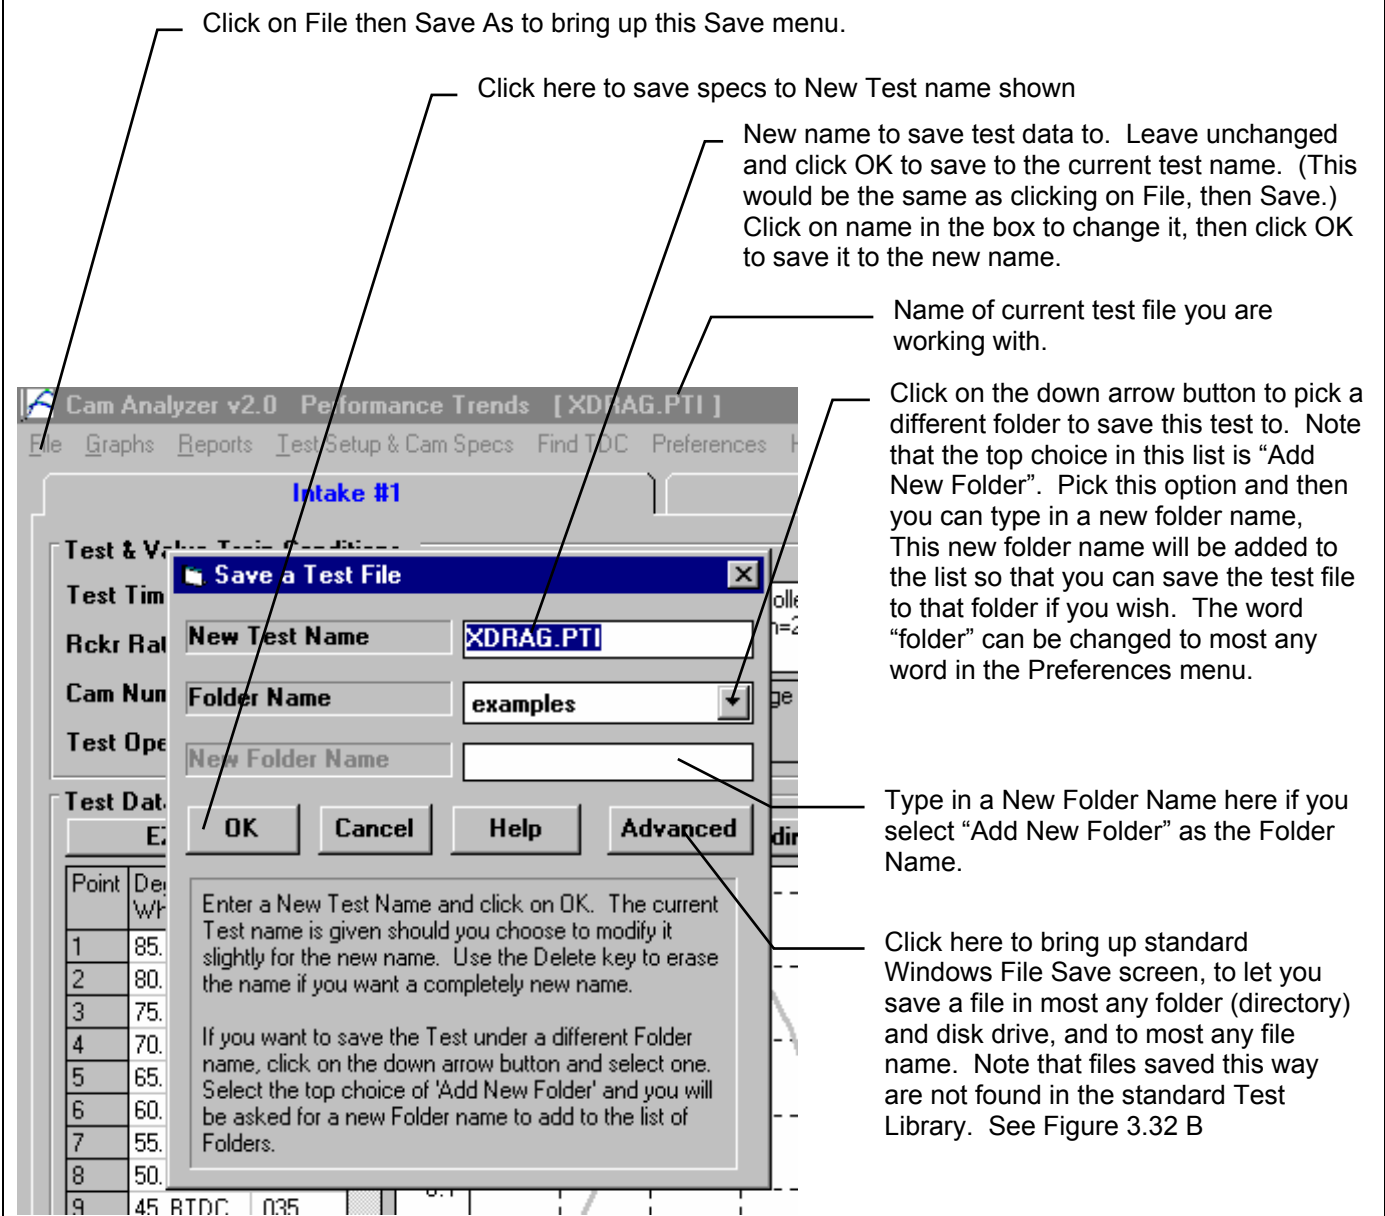 Click on File then Save As to bring up this Save menu.
Click here to save specs to New Test name shown
New name to save test data to.  Leave unchanged
and click OK to save to the current test name.  (This
would be the same as clicking on File, then Save.)
Click on name in the box to change it, then click OK
to save it to the new name.
Name of current test file you are
working with.
Click on the down arrow button to pick a
different folder to save this test to.  Note
that the top choice in this list is “Add
New Folder”.  Pick this option and then
you can type in a new folder name,
This new folder name will be added to
the list so that you can save the test file
to that folder if you wish.  The word
“folder” can be changed to most any
word in the Preferences menu.
Type in a New Folder Name here if you
select “Add New Folder” as the Folder
Name.
Click here to bring up standard
Windows File Save screen, to let you
save a file in most any folder (directory)
and disk drive, and to most any file
name.  Note that files saved this way
are not found in the standard Test
Library.  See Figure 3.32 B
Cam Analyzer v2.0   Performance Trends   [ XDRAG.PTI ]
File   Graphs   Reports   Test Setup & Cam Specs   Find TDC   Preferences
Intake #1
Test & Valve Train Conditions
Test Tim
Rckr Rat
Cam Num
Test Ope
Test Dat
Save a Test File
New Test Name   XDRAG.PTI
Folder Name   examples
New Folder Name
OK   Cancel   Help   Advanced
Enter a New Test Name and click on OK.  The current
Test name is given should you choose to modify it
slightly for the new name.  Use the Delete key to erase
the name if you want a completely new name.
If you want to save the Test under a different Folder
name, click on the down arrow button and select one.
Select the top choice of 'Add New Folder' and you will
be asked for a new Folder name to add to the list of
Folders.
Point
1   85.
2   80.
3   75.
4   70.
5   65.
6   60.
7   55.
8   50.
9   45 BTDC   .035